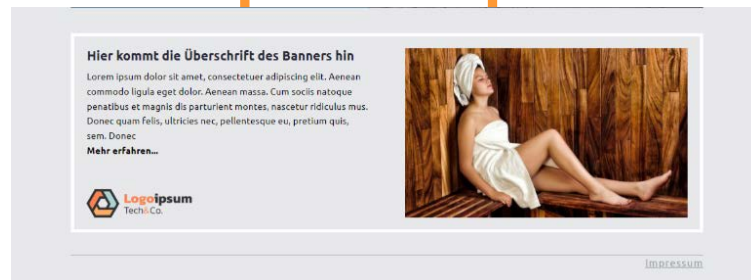 Hier kommt die Überschrift des Banners hin
Lorem ipsum dolor sit amet, consectetuer adipiscing elit. Aenean
commodo ligula eget dolor. Aenean massa. Cum sociis natoque
penatibus et magnis dis parturient montes, nascetur ridiculus mus.
Donec quam felis, ultricies nec, pellentesque eu, pretium quis,
sem. Donec
Mehr erfahren...
Logoipsum
Tech&Co.
Impressum